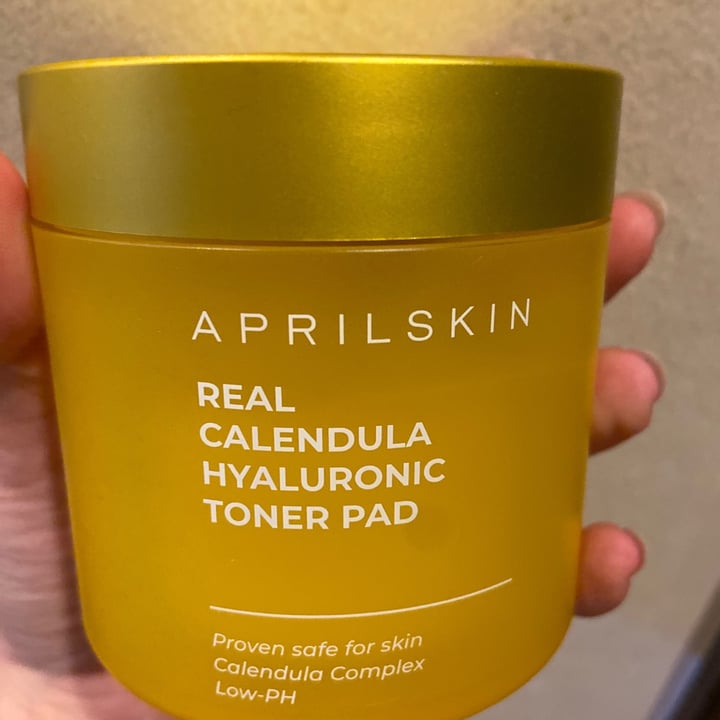 APRILSKIN
REAL
CALENDULA
HYALURONIC
TONER PAD
Proven safe for skin
Calendula Complex
Low-PH